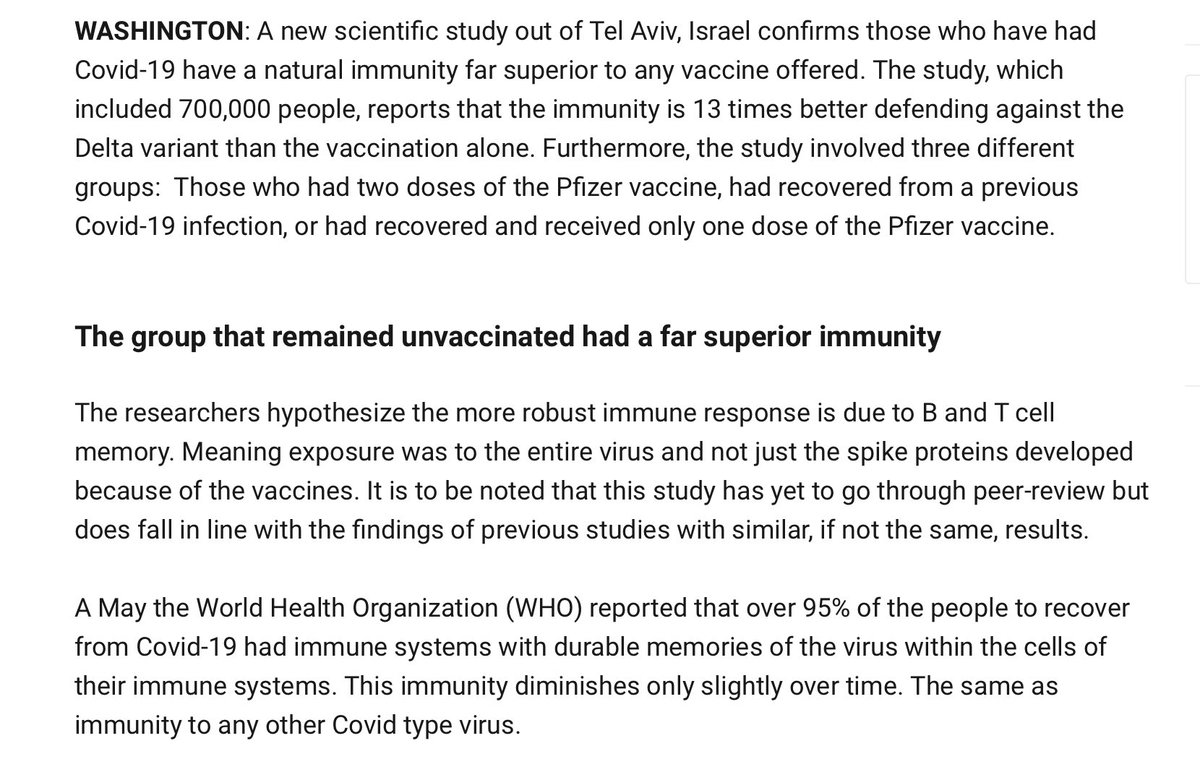 WASHINGTON: A new scientific study out of Tel Aviv, Israel confirms those who have had
Covid-19 have a natural immunity far superior to any vaccine offered. The study, which
included 700,000 people, reports that the immunity is 13 times better defending against the
Delta variant than the vaccination alone. Furthermore, the study involved three different
groups:  Those who had two doses of the Pfizer vaccine, had recovered from a previous
Covid-19 infection, or had recovered and received only one dose of the Pfizer vaccine.
The group that remained unvaccinated had a far superior immunity
The researchers hypothesize the more robust immune response is due to B and T cell
memory. Meaning exposure was to the entire virus and not just the spike proteins developed
because of the vaccines. It is to be noted that this study has yet to go through peer-review but
does fall in line with the findings of previous studies with similar, if not the same, results.
A May the World Health Organization (WHO) reported that over 95% of the people to recover
from Covid-19 had immune systems with durable memories of the virus within the cells of
their immune systems. This immunity diminishes only slightly over time. The same as
immunity to any other Covid type virus.